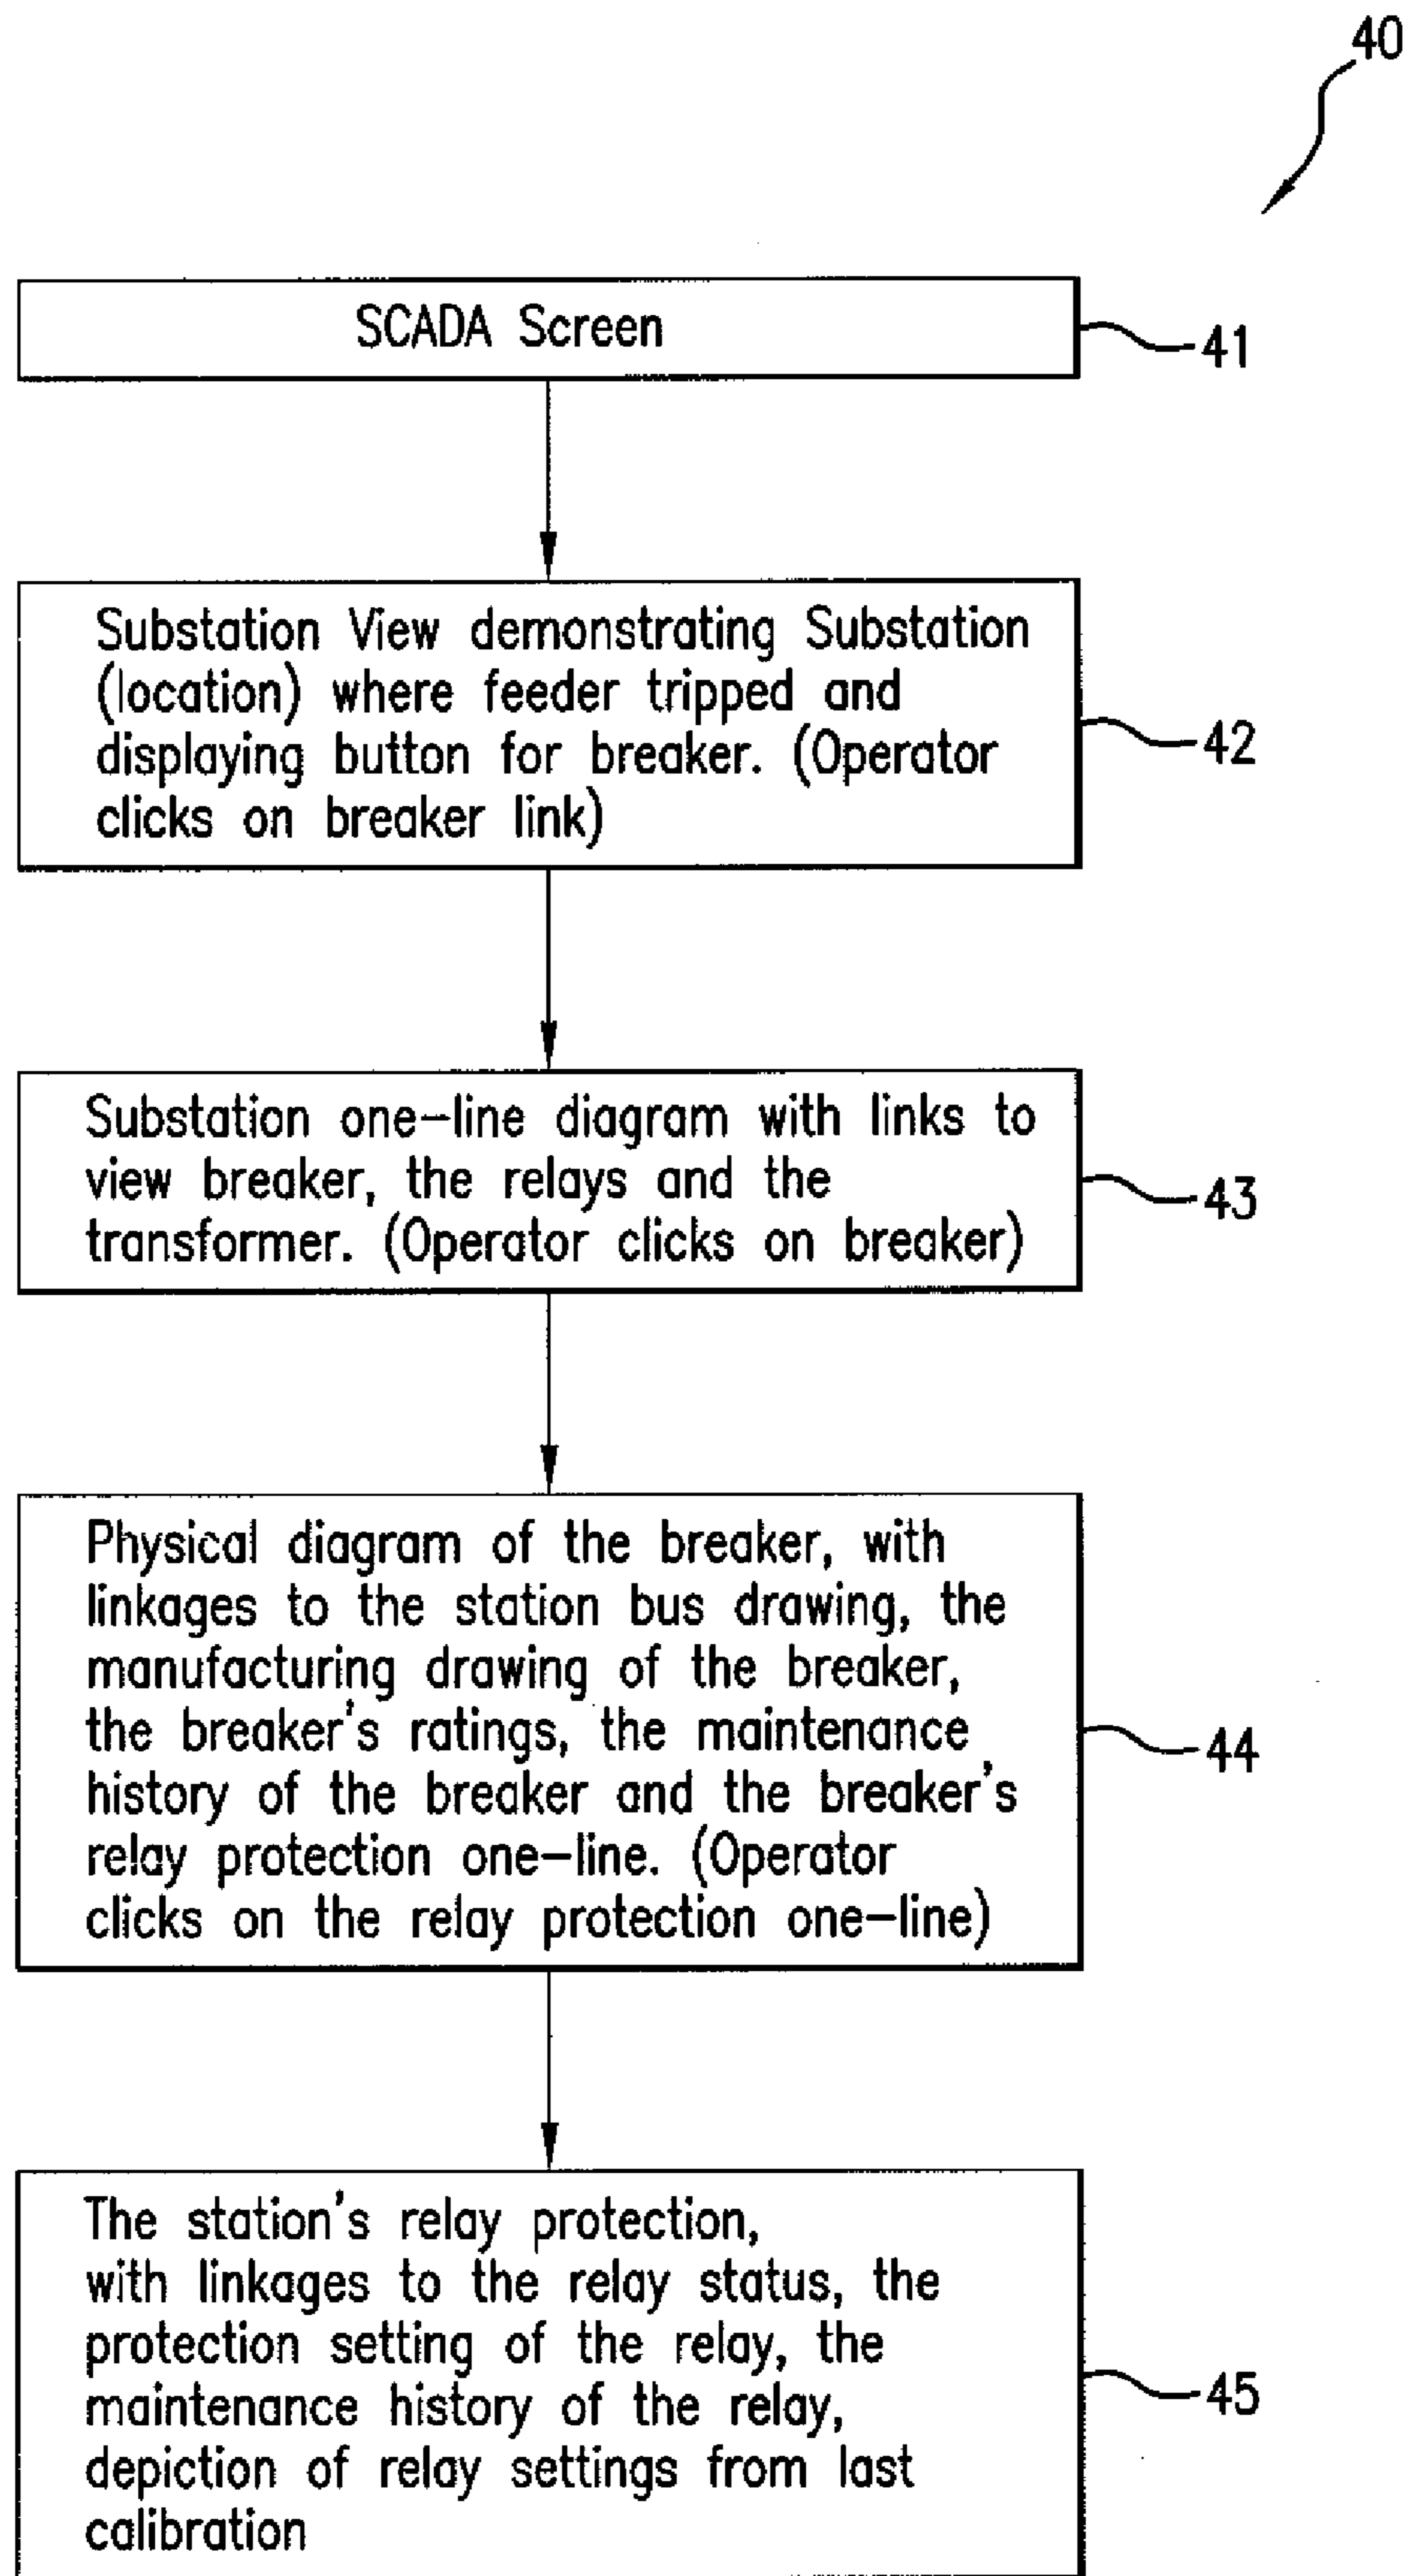 40
SCADA Screen
41
Substation View demonstrating Substation
(location) where feeder tripped and
displaying button for breaker. (Operator
clicks on breaker link)
42
Substation one-line diagram with links to
view breaker, the relays and the
transformer. (Operator clicks on breaker)
43
Physical diagram of the breaker, with
linkages to the station bus drawing, the
manufacturing drawing of the breaker,
the breaker's ratings, the maintenance
history of the breaker and the breaker's
relay protection one-line. (Operator
clicks on the relay protection one-line)
44
The station's relay protection,
with linkages to the relay status, the
protection setting of the relay, the
maintenance history of the relay,
depiction of relay settings from last
calibration
45